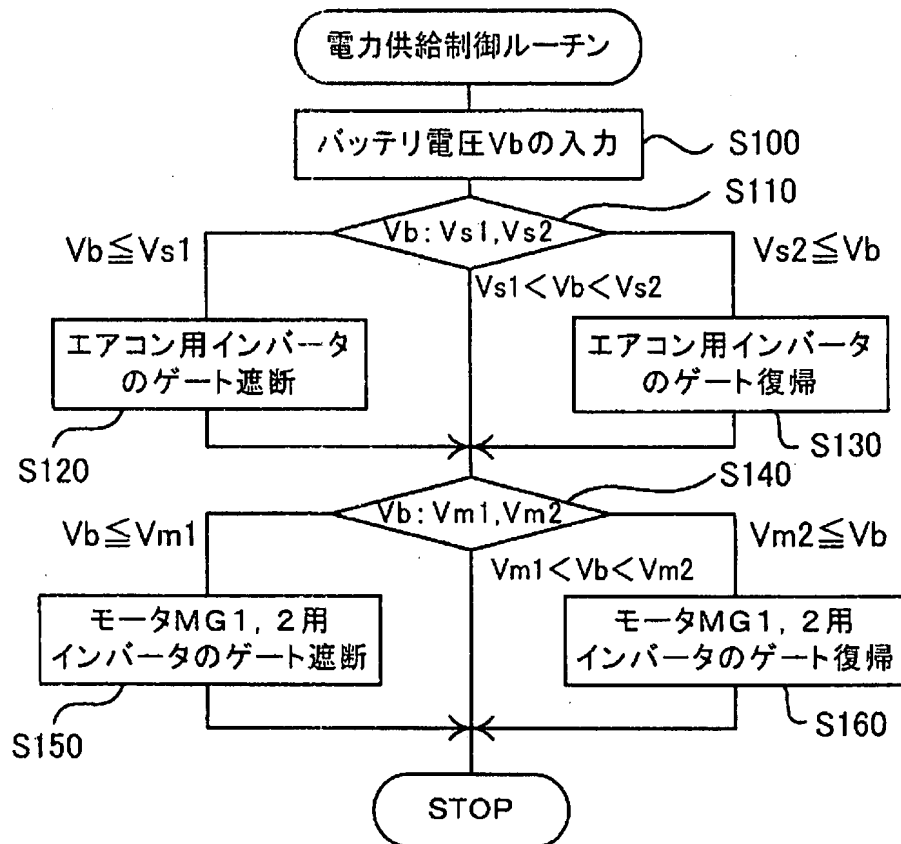 電力供給制御ルーチン
バッテリ電圧Vbの入力
S100
S110
Vb:Vs1,Vs2
Vb≦Vs1
Vs2≦Vb
Vs1<Vb<Vs2
エアコン用インバータ
のゲート遮断
エアコン用インバータ
のゲート復帰
S120
S130
S140
Vb:Vm1,Vm2
Vb≦Vm1
Vm2≦Vb
Vm1<Vb<Vm2
モータMG1,2用
インバータのゲート遮断
モータMG1,2用
インバータのゲート復帰
S150
S160
STOP